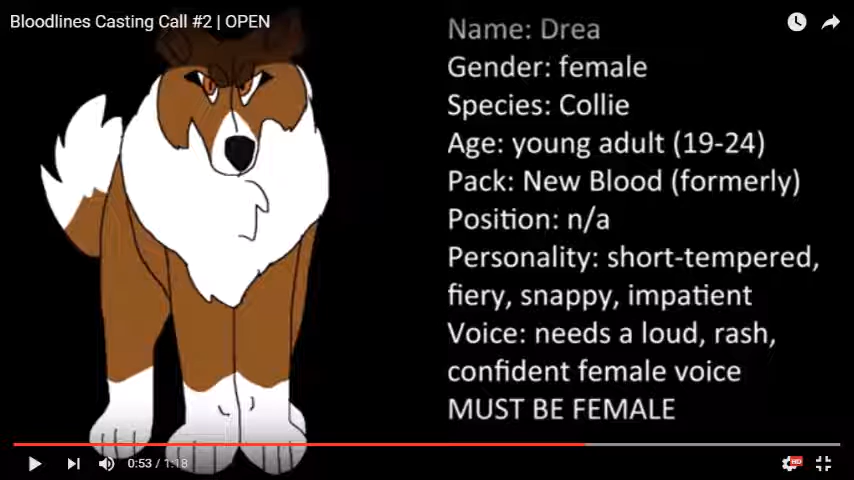 Bloodlines Casting Call #2 | OPEN
Name: Drea
Gender: female
Species: Collie
Age: young adult (19-24)
Pack: New Blood (formerly)
Position: n/a
Personality: short-tempered,
fiery, snappy, impatient
Voice: needs a loud, rash,
confident female voice
MUST BE FEMALE
0:53 / 1:18
HD